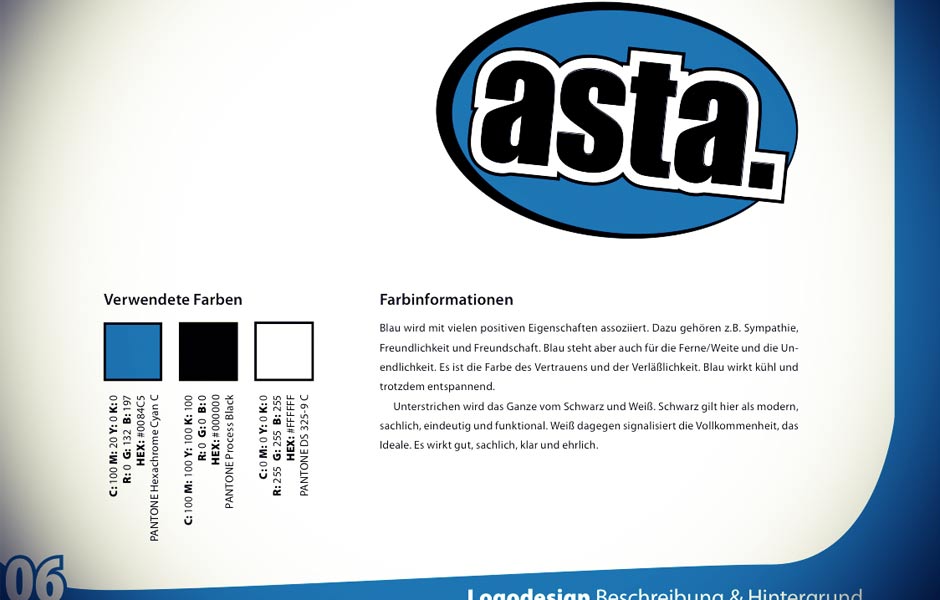 asta.
Verwendete Farben
C: 100 M: 20 Y: 0 K: 0
R: 0 G: 132 B: 197
HEX: #0084C5
PANTONE Hexachrome Cyan C
C: 100 M: 100 Y: 100 K: 100
R: 0 G: 0 B: 0
HEX: #000000
PANTONE Process Black
C: 0 M: 0 Y: 0 K: 0
R: 255 G: 255 B: 255
HEX: #FFFFFF
PANTONE DS 325-9 C
Farbinformationen
Blau wird mit vielen positiven Eigenschaften assoziiert. Dazu gehören z.B. Sympathie,
Freundlichkeit und Freundschaft. Blau steht aber auch für die Ferne/Weite und die Un-
endlichkeit. Es ist die Farbe des Vertrauens und der Verläßlichkeit. Blau wirkt kühl und
trotzdem entspannend.
Unterstrichen wird das Ganze vom Schwarz und Weiß. Schwarz gilt hier als modern,
sachlich, eindeutig und funktional. Weiß dagegen signalisiert die Vollkommenheit, das
Ideale. Es wirkt gut, sachlich, klar und ehrlich.
06
Logodesign Beschreibung & Hintergrund